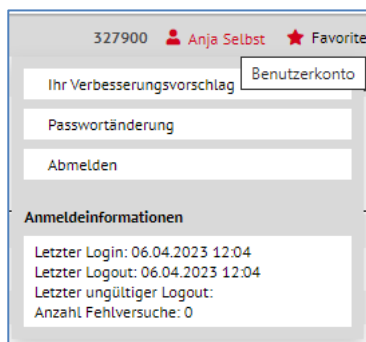 327900 Anja Selbst Favorite
Benutzerkonto
Ihr Verbesserungsvorschlag
Passwortänderung
Abmelden
Anmeldeinformationen
Letzter Login: 06.04.2023 12:04
Letzter Logout: 06.04.2023 12:04
Letzter ungültiger Logout:
Anzahl Fehlversuche: 0